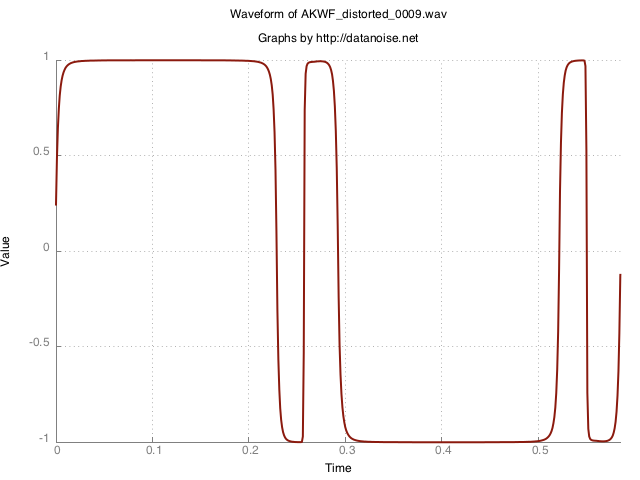 Waveform of AKWF_distorted_0009.wav
Graphs by http://datanoise.net
1
0.5
0
-0.5
-1
Value
0 0.1 0.2 0.3 0.4 0.5
Time